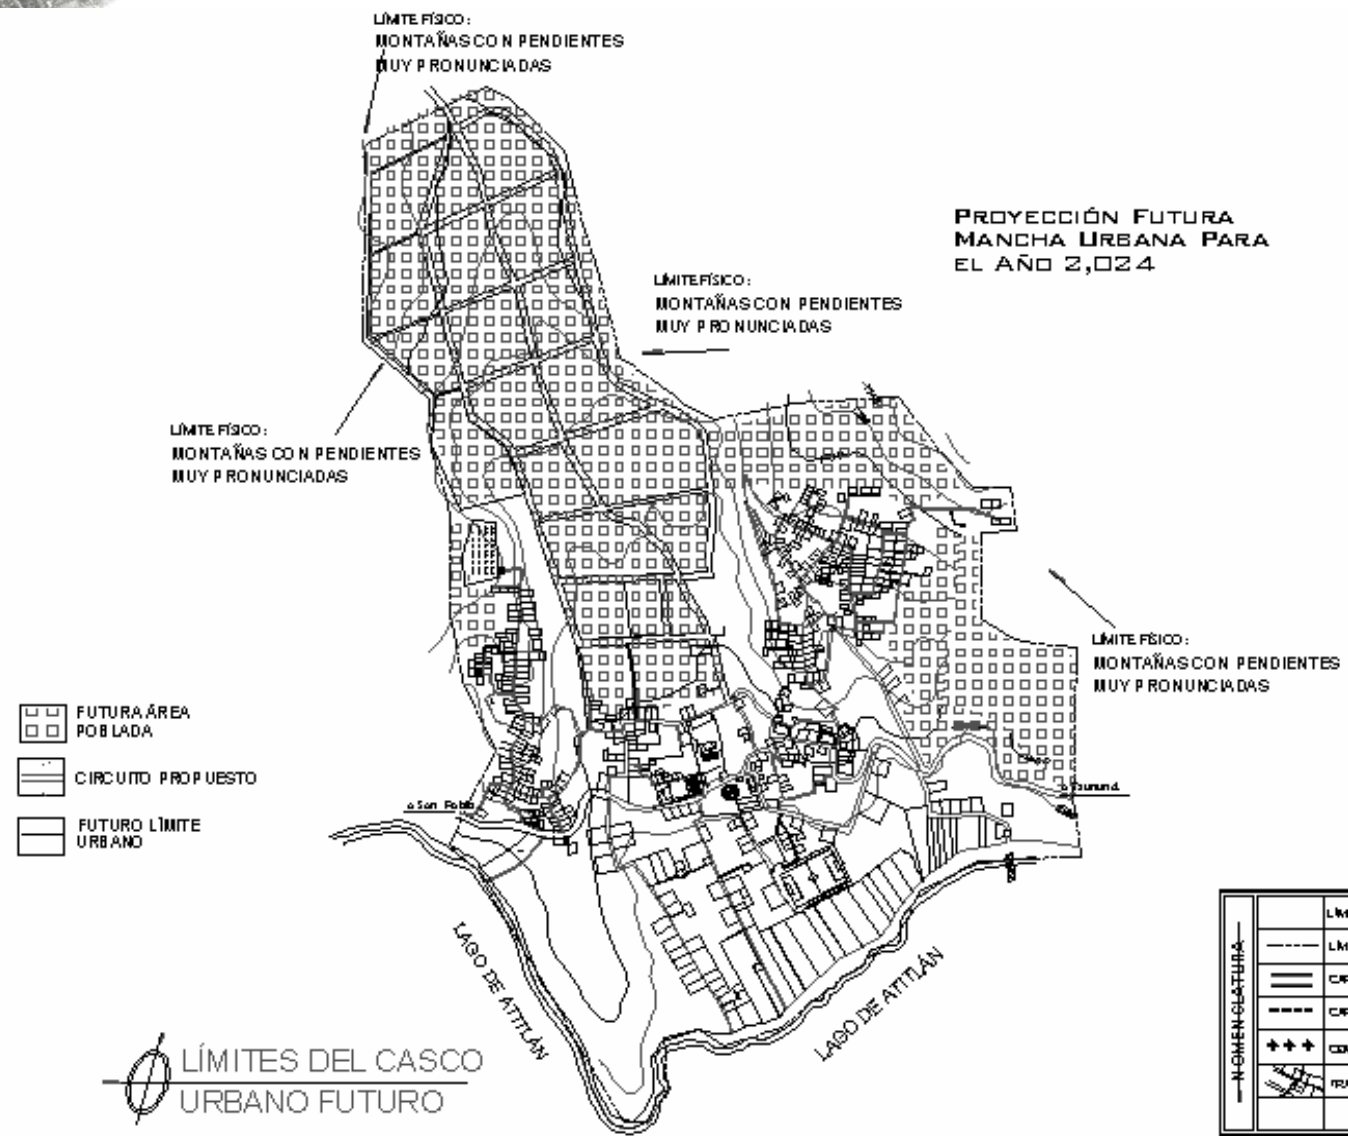 LÍMITE FÍSICO:
MONTAÑAS CON PENDIENTES
MUY PRONUNCIADAS
PROYECCIÓN FUTURA
MANCHA URBANA PARA
EL AÑO 2,024
LÍMITE FÍSICO:
MONTAÑAS CON PENDIENTES
MUY PRONUNCIADAS
LÍMITE FÍSICO:
MONTAÑAS CON PENDIENTES
MUY PRONUNCIADAS
LÍMITE FÍSICO:
MONTAÑAS CON PENDIENTES
MUY PRONUNCIADAS
FUTURA ÁREA
POBLADA
CIRCUITO PROPUESTO
FUTURO LÍMITE
URBANO
a San Pablo
LAGO DE ATITLÁN
LAGO DE ATITLÁN
LÍMITES DEL CASCO
URBANO FUTURO
NOMENCLATURA